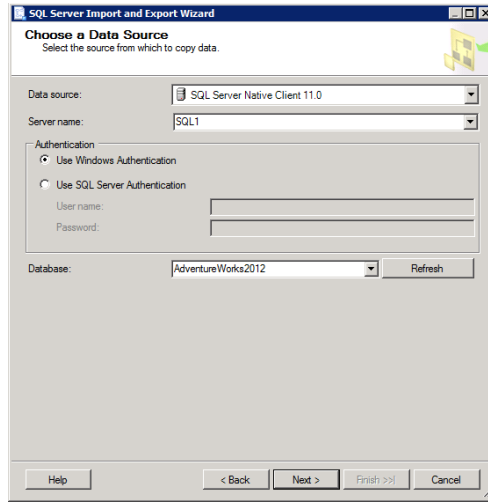 SQL Server Import and Export Wizard
Choose a Data Source
Select the source from which to copy data.
Data source: SQL Server Native Client 11.0
Server name: SQL1
Authentication
Use Windows Authentication
Use SQL Server Authentication
User name:
Password:
Database: AdventureWorks2012 Refresh
Help < Back Next > Finish >>| Cancel